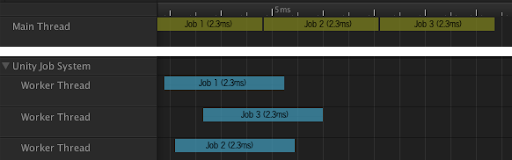 5ms
Main Thread Job 1 (2.3ms) Job 2 (2.3ms) Job 3 (2.3ms)
Unity Job System
Worker Thread Job 1 (2.3ms)
Worker Thread Job 3 (2.3ms)
Worker Thread Job 2 (2.3ms)